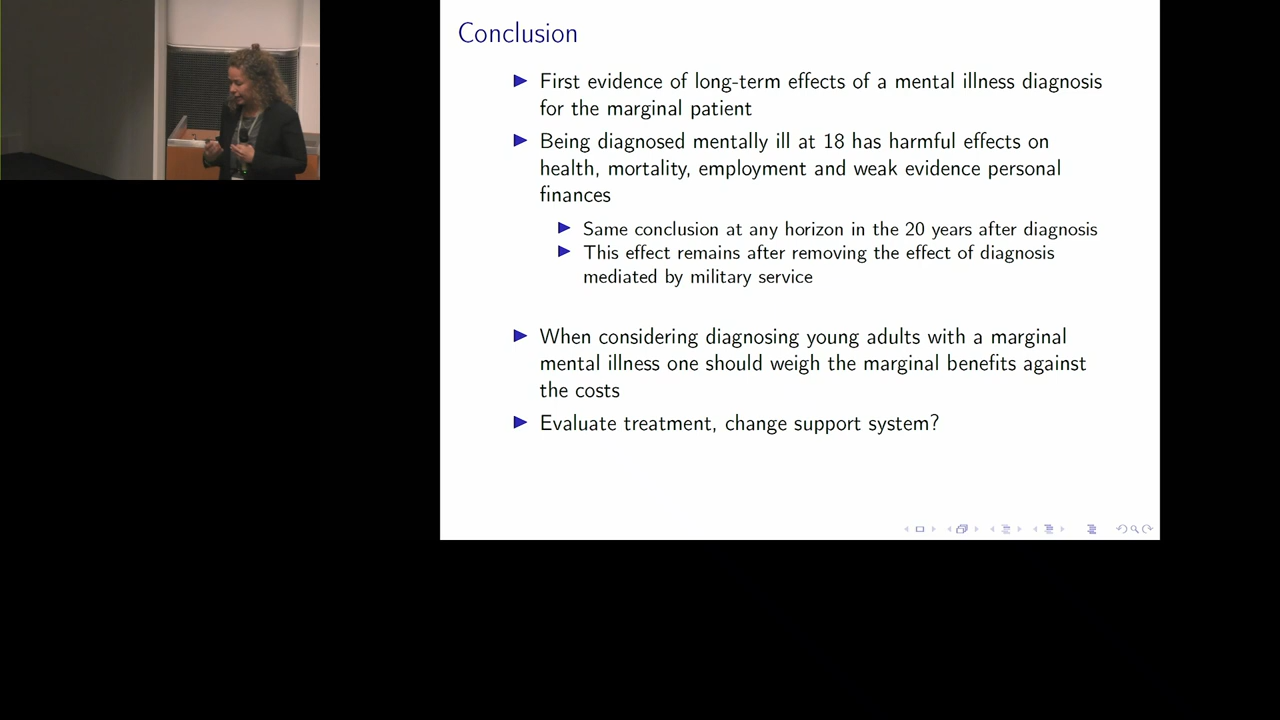 Conclusion
First evidence of long-term effects of a mental illness diagnosis
for the marginal patient
Being diagnosed mentally ill at 18 has harmful effects on
health, mortality, employment and weak evidence personal
finances
Same conclusion at any horizon in the 20 years after diagnosis
This effect remains after removing the effect of diagnosis
mediated by military service
When considering diagnosing young adults with a marginal
mental illness one should weigh the marginal benefits against
the costs
Evaluate treatment, change support system?